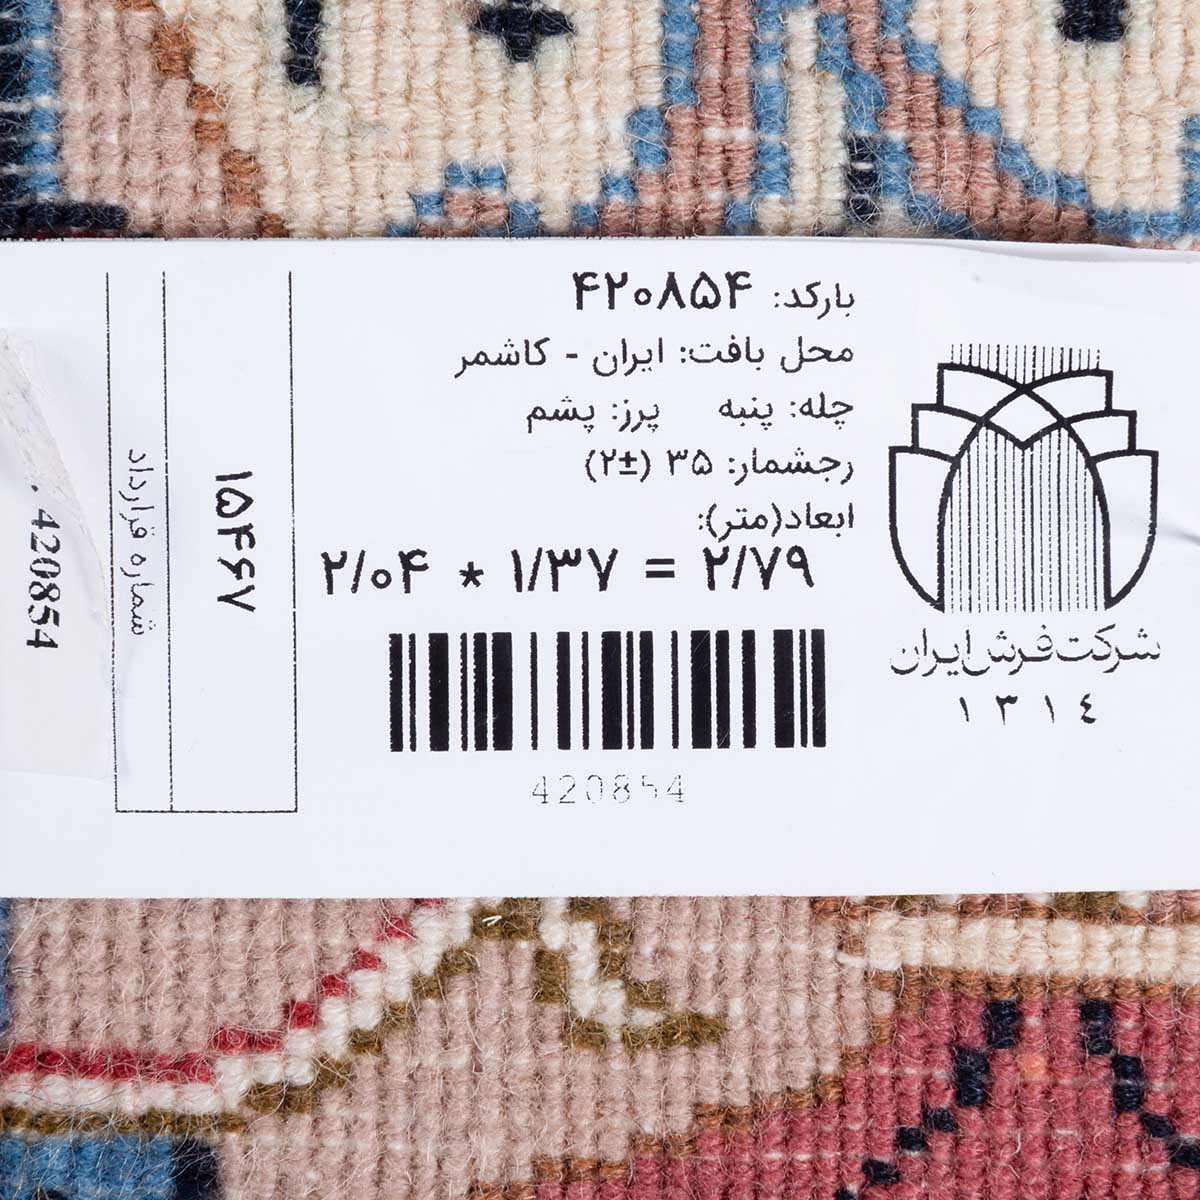 بارکد: ۴۲۰۸۵۴
محل بافت: ایران - کاشمر
چله: پنبه پرز: پشم
رجشمار: ۳۵ (±۲)
ابعاد(متر):
۲/۰۴ * ۱/۳۷ = ۲/۷۹
420854
شرکت فرش ایران
۱۳۱٤
شماره قرارداد
۱۵۴۶۷
. 420854